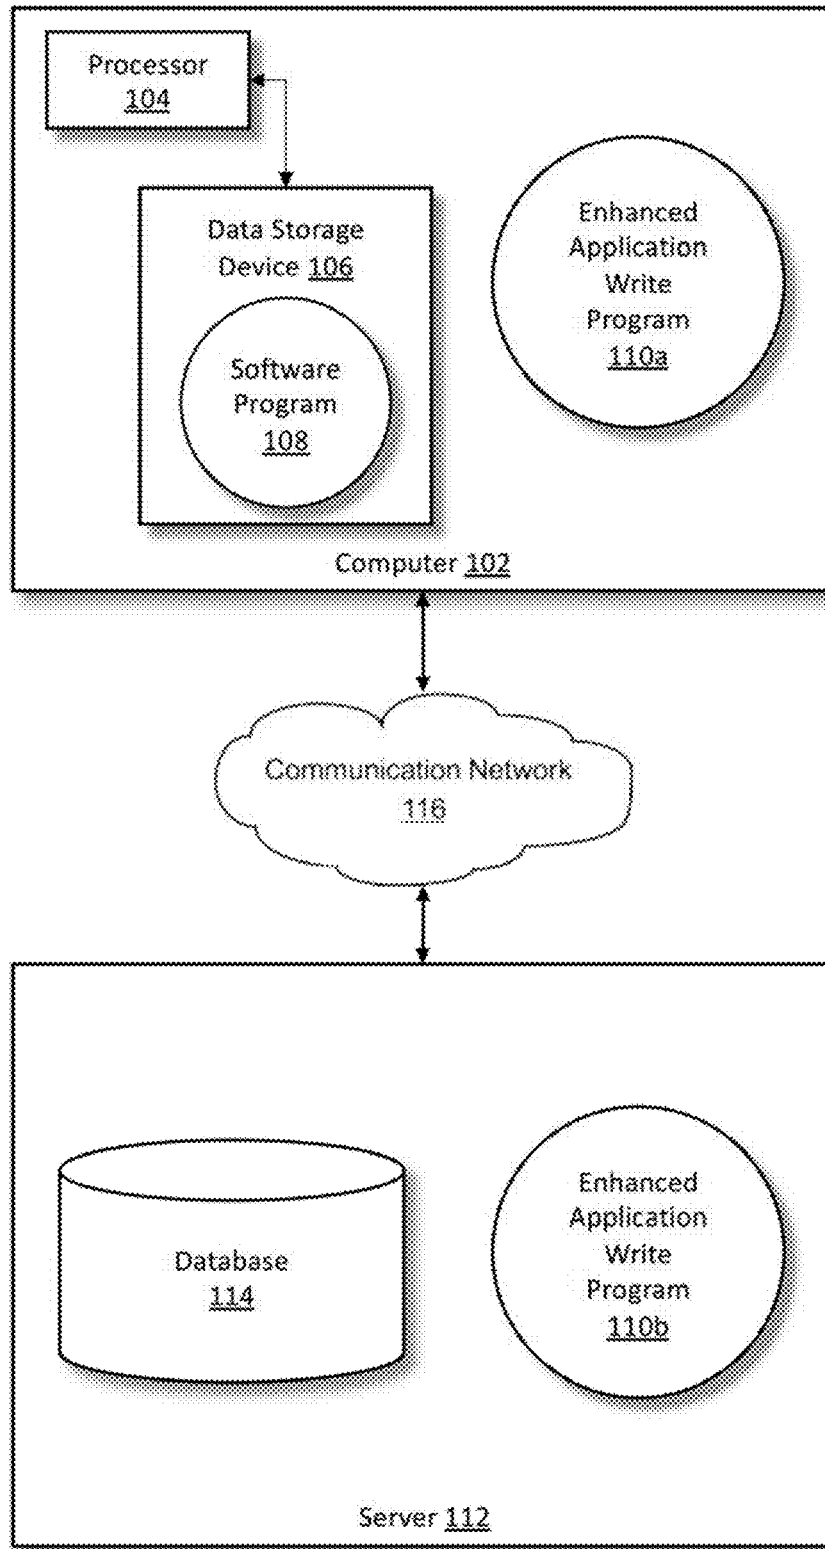 Processor
104
Data Storage
Device 106
Software
Program
108
Enhanced
Application
Write
Program
110a
Computer 102
Communication Network
116
Database
114
Enhanced
Application
Write
Program
110b
Server 112